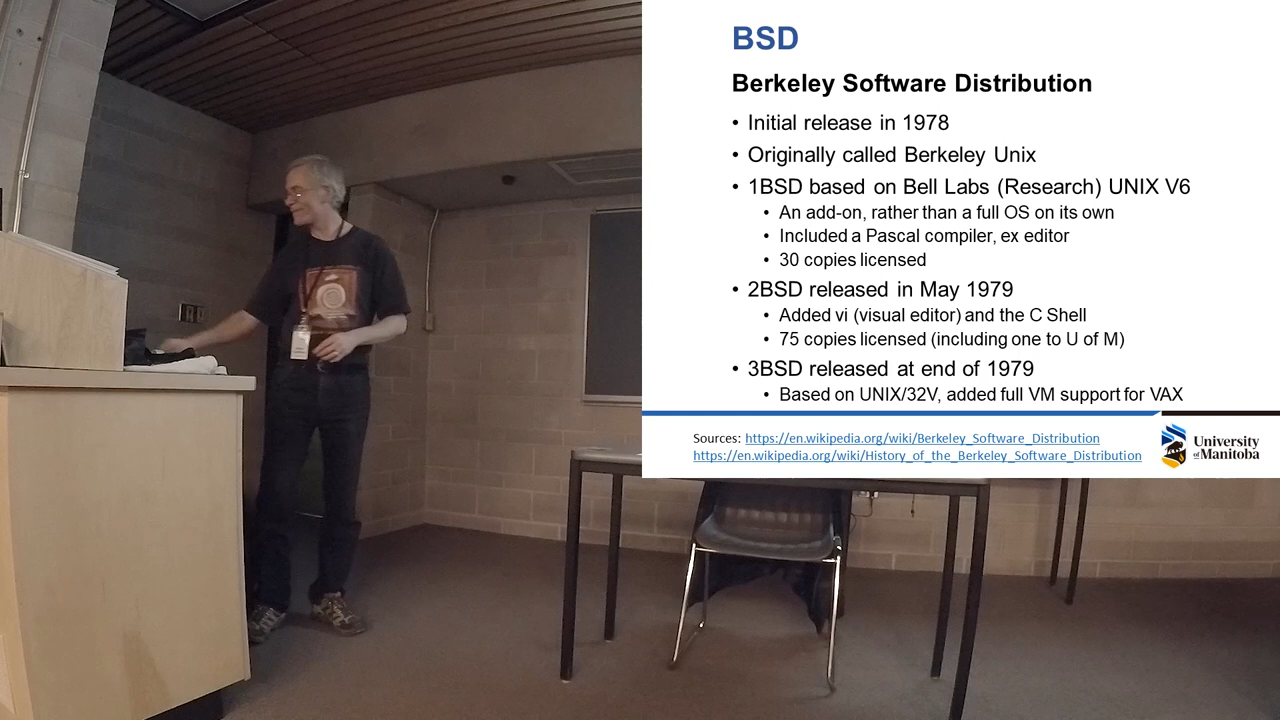 BSD
Berkeley Software Distribution
• Initial release in 1978
• Originally called Berkeley Unix
• 1BSD based on Bell Labs (Research) UNIX V6
• An add-on, rather than a full OS on its own
• Included a Pascal compiler, ex editor
• 30 copies licensed
• 2BSD released in May 1979
• Added vi (visual editor) and the C Shell
• 75 copies licensed (including one to U of M)
• 3BSD released at end of 1979
• Based on UNIX/32V, added full VM support for VAX
Sources: https://en.wikipedia.org/wiki/Berkeley_Software_Distribution
https://en.wikipedia.org/wiki/History_of_the_Berkeley_Software_Distribution
University
of Manitoba